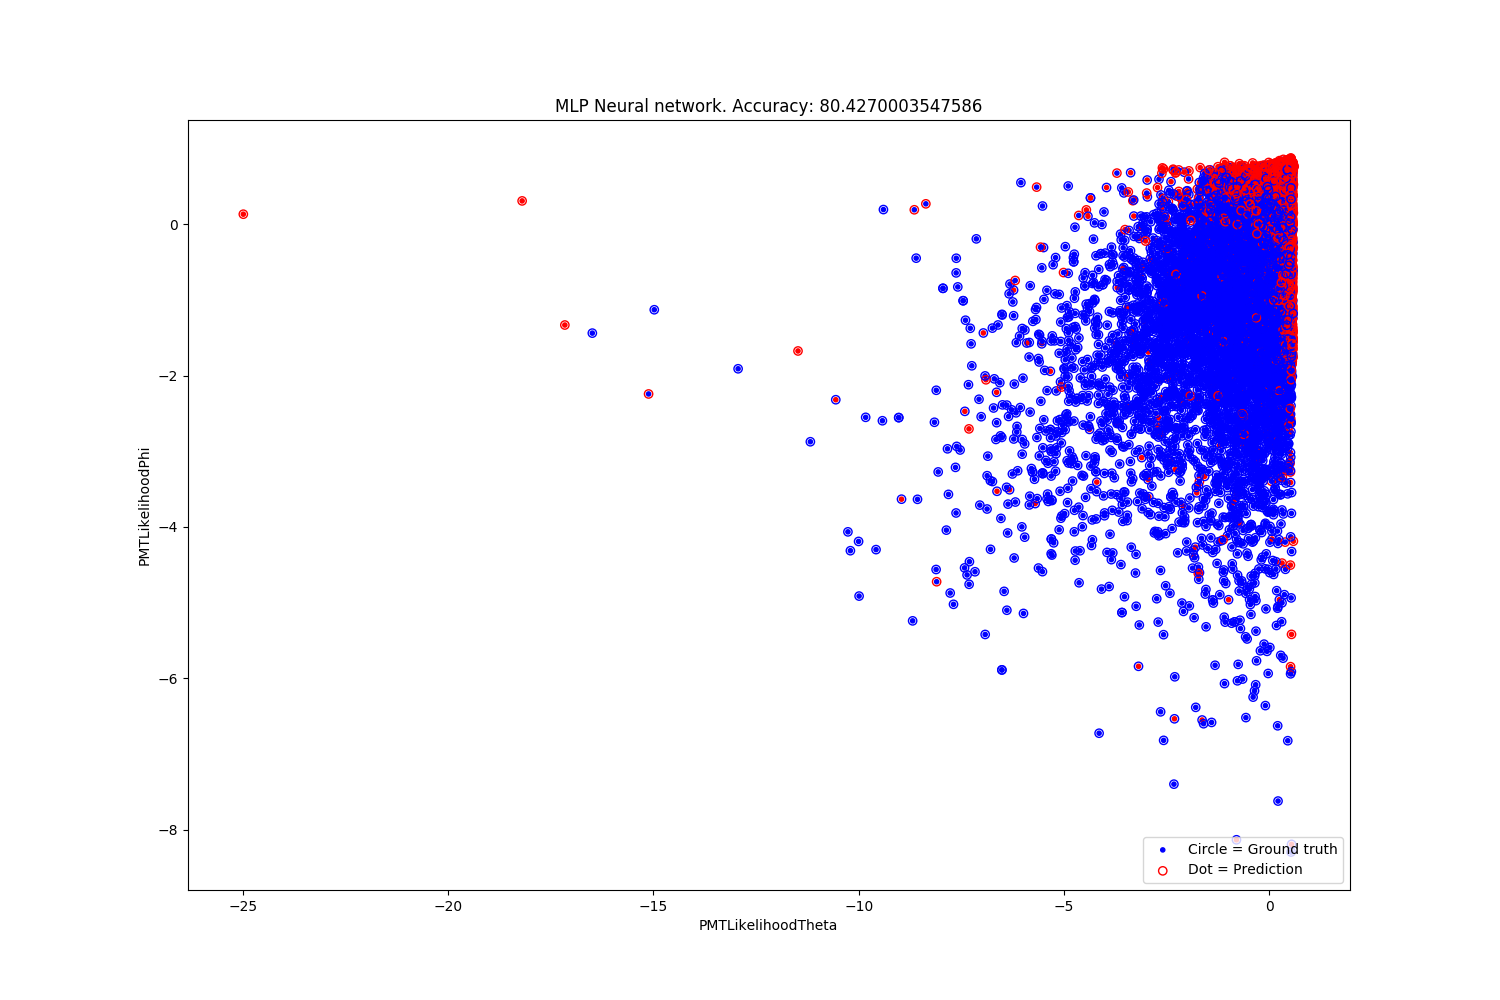 MLP Neural network. Accuracy: 80.4270003547586
0
−2
−4
−6
−8
PMTLikelihoodPhi
Circle = Ground truth
Dot = Prediction
−25
−20
−15
−10
−5
0
PMTLikelihoodTheta